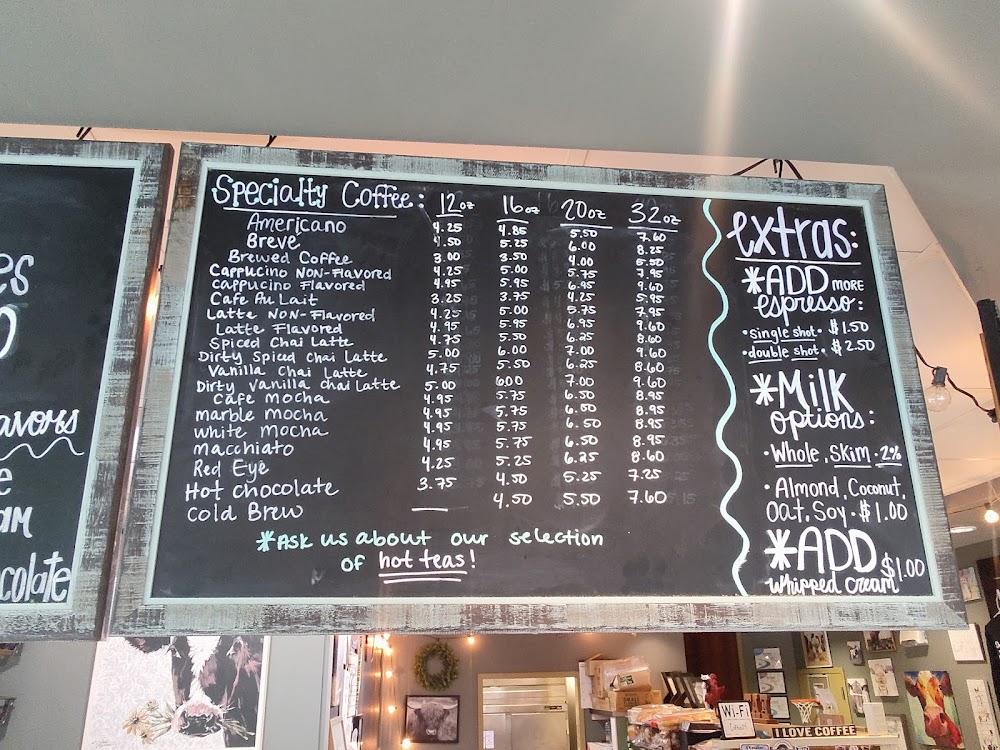 es
O
avors
e
am
colate
Specialty Coffee: 12oz 16oz 20oz 32oz
Americano 4.25 4.85 5.50 7.60
Breve 4.50 5.25 6.00 8.25
Brewed Coffee 3.00 3.50 4.00 5.50
Cappucino Non-Flavored 4.25 5.00 5.75 7.95
Cappucino Flavored 4.95 5.95 6.95 9.60
Cafe Au Lait 3.25 3.75 4.25 5.95
Latte Non-Flavored 4.25 5.00 5.75 7.95
Latte Flavored 4.95 5.95 6.95 9.60
Spiced Chai Latte 4.75 5.50 6.25 8.60
Dirty Spiced Chai Latte 5.00 6.00 7.00 9.60
Vanilla Chai Latte 4.75 5.50 6.25 8.60
Dirty Vanilla Chai Latte 5.00 600 7.00 9.60
Cafe mocha 4.95 5.75 6.50 8.95
marble mocha 4.95 5.75 6.50 8.95
white mocha 4.95 5.75 6.50 8.95
macchiato 4.95 5.75 6.50 8.95
Red Eye 4.25 5.25 6.25 8.60
Hot chocolate 3.75 4.50 5.25 7.25
Cold Brew — 4.50 5.50 7.60
*Ask us about our selection
of hot teas!
extras:
*ADD more
espresso:
•single shot• $1.50
•double shot• $2.50
*Milk
options:
•Whole, Skim•2%
•Almond, Coconut,
Oat, Soy•$1.00
*ADD
whipped cream $1.00
Wi-Fi
I LOVE COFFEE